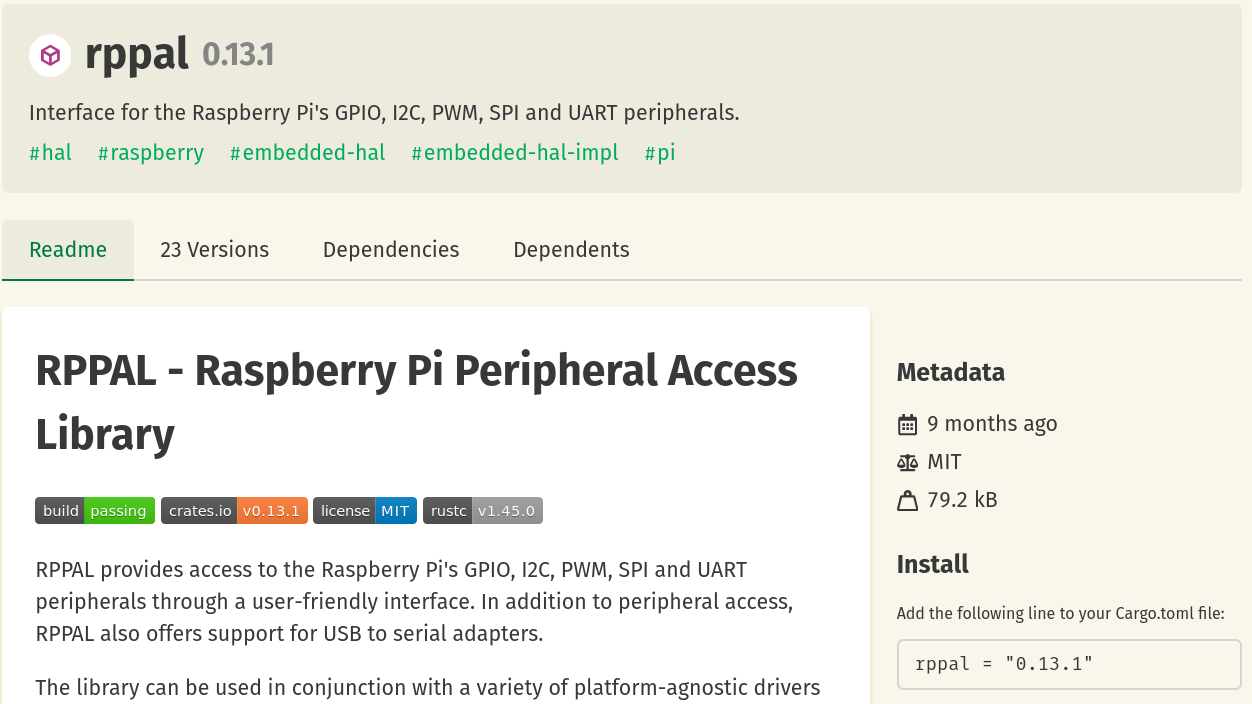 rppal 0.13.1
Interface for the Raspberry Pi's GPIO, I2C, PWM, SPI and UART peripherals.
#hal #raspberry #embedded-hal #embedded-hal-impl #pi
Readme 23 Versions Dependencies Dependents
RPPAL - Raspberry Pi Peripheral Access
Library
build passing crates.io v0.13.1 license MIT rustc v1.45.0
RPPAL provides access to the Raspberry Pi's GPIO, I2C, PWM, SPI and UART
peripherals through a user-friendly interface. In addition to peripheral access,
RPPAL also offers support for USB to serial adapters.
The library can be used in conjunction with a variety of platform-agnostic drivers
Metadata
9 months ago
MIT
79.2 kB
Install
Add the following line to your Cargo.toml file:
rppal = "0.13.1"